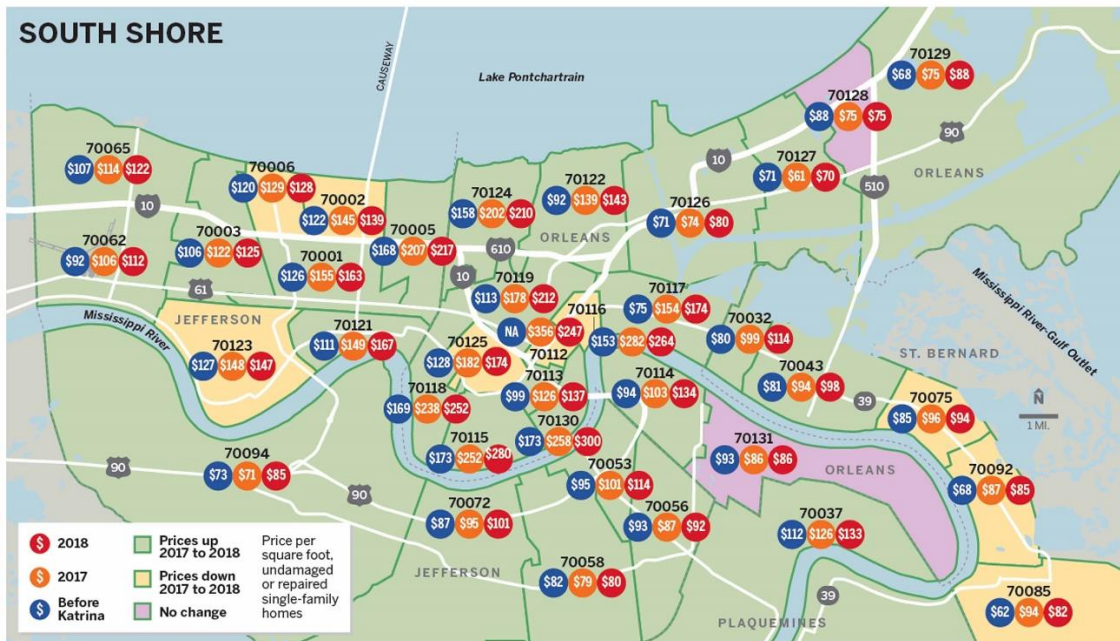 SOUTH SHORE
CAUSEWAY
Lake Pontchartrain
70129
$68 $75 $88
70128
$88 $75 $75
90
10
70127
$71 $61 $70
510
ORLEANS
70065
$107 $114 $122
70006
$120 $129 $128
70002
$122 $145 $139
70124
$158 $202 $210
70122
$92 $139 $143
70126
$71 $74 $80
10
70003
$106 $122 $125
70005
$168 $207 $217
610
ORLEANS
70062
$92 $106 $112
70001
$126 $155 $163
10
61
70119
$113 $178 $212
70117
$75 $154 $174
Mississippi River-Gulf Outlet
Mississippi River
JEFFERSON
70116
NA $356 $247
$153 $282 $264
70032
$80 $99 $114
70121
$111 $149 $167
70123
$127 $148 $147
70125
$128 $182 $174
70112
ST. BERNARD
70113
$99 $126 $137
70114
$94 $103 $134
70043
$81 $94 $98
39
70118
$169 $238 $252
70075
$85 $96 $94
N
1 MI.
70130
$173 $258 $300
70131
$93 $86 $86
ORLEANS
70115
$173 $252 $280
90
70094
$73 $71 $85
70053
$95 $101 $114
70092
$68 $87 $85
90
70072
$87 $95 $101
70056
$93 $87 $92
70037
$112 $126 $133
JEFFERSON
70058
$82 $79 $80
39
70085
$62 $94 $82
PLAQUEMINES
$ 2018
$ 2017
$ Before
Katrina
Prices up
2017 to 2018
Prices down
2017 to 2018
No change
Price per
square foot,
undamaged
or repaired
single-family
homes